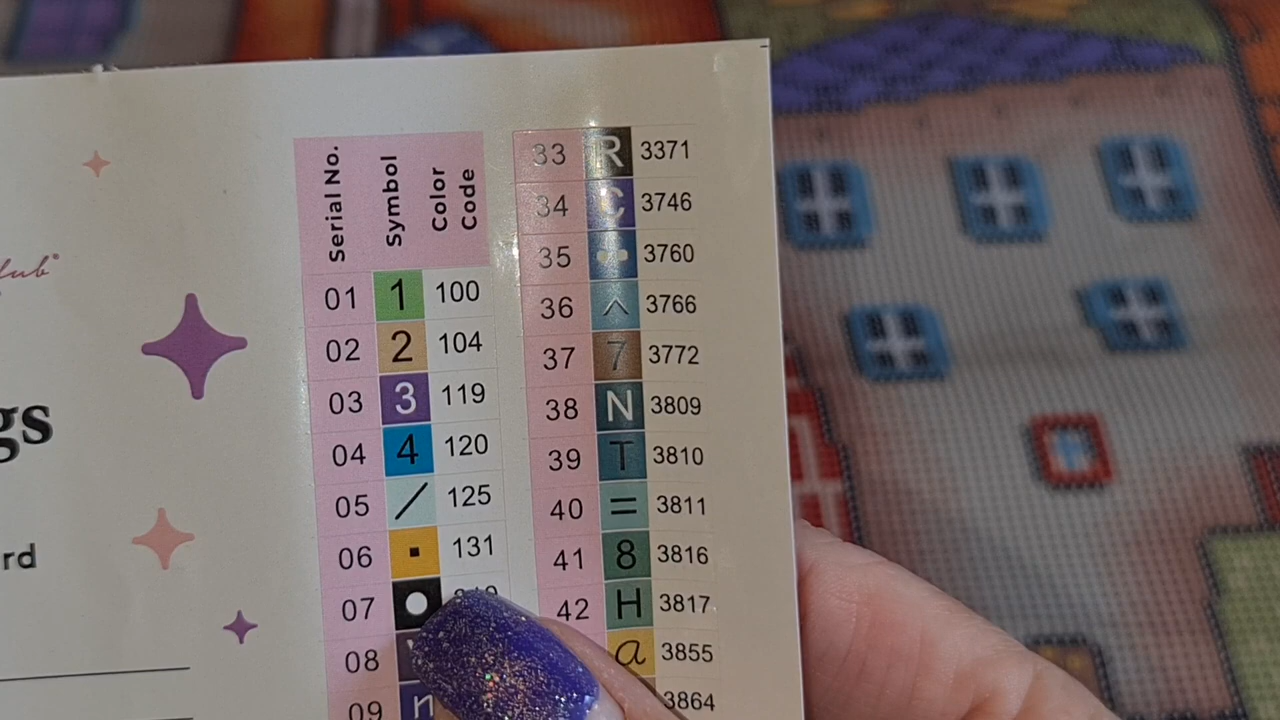 Serial No. Symbol Color Code
01 1 100
02 2 104
03 3 119
04 4 120
05 / 125
06 ▪ 131
07 ●
08
09 n
33 R 3371
34 C 3746
35 •• 3760
36 ^ 3766
37 7 3772
38 N 3809
39 T 3810
40 = 3811
41 8 3816
42 H 3817
a 3855
3864
gs
rd